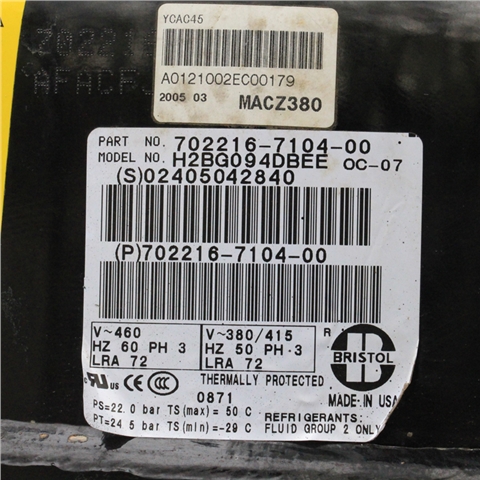 YCAC45
A0121002EC00179
2005 03 MACZ380
PART NO. 702216-7104-00
MODEL NO. H2BG094DBEE OC-07
(S)02405042840
(P)702216-7104-00
V~460
HZ 60 PH 3
LRA 72
V~380/415
HZ 50 PH-3
LRA 72
R
BRISTOL
MADE IN USA
US CE CCC
THERMALLY PROTECTED
0871
PS=22.0 bar TS(max)= 50 C
PT=24.5 bar TS(min)=-29 C
REFRIGERANTS:
FLUID GROUP 2 ONLY